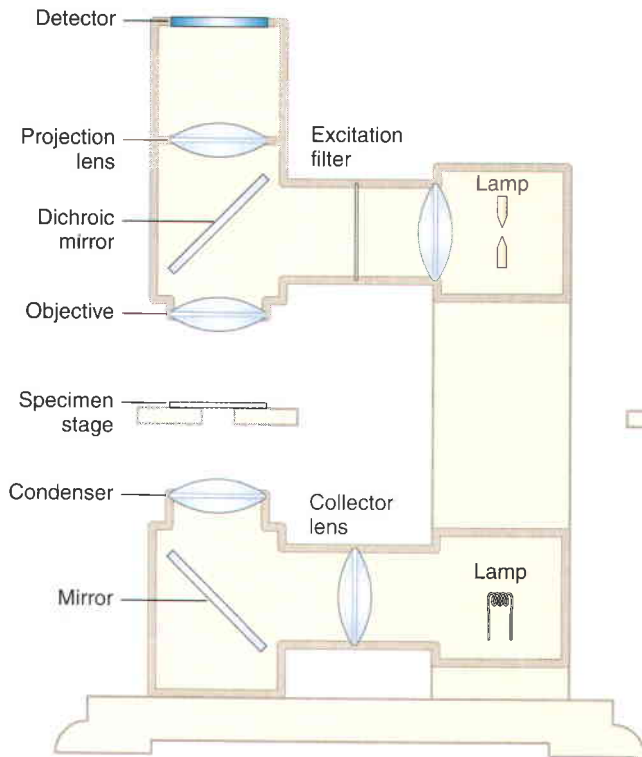 Detector
Projection
lens
Excitation
filter
Lamp
Dichroic
mirror
Objective
Specimen
stage
Condenser
Collector
lens
Lamp
Mirror